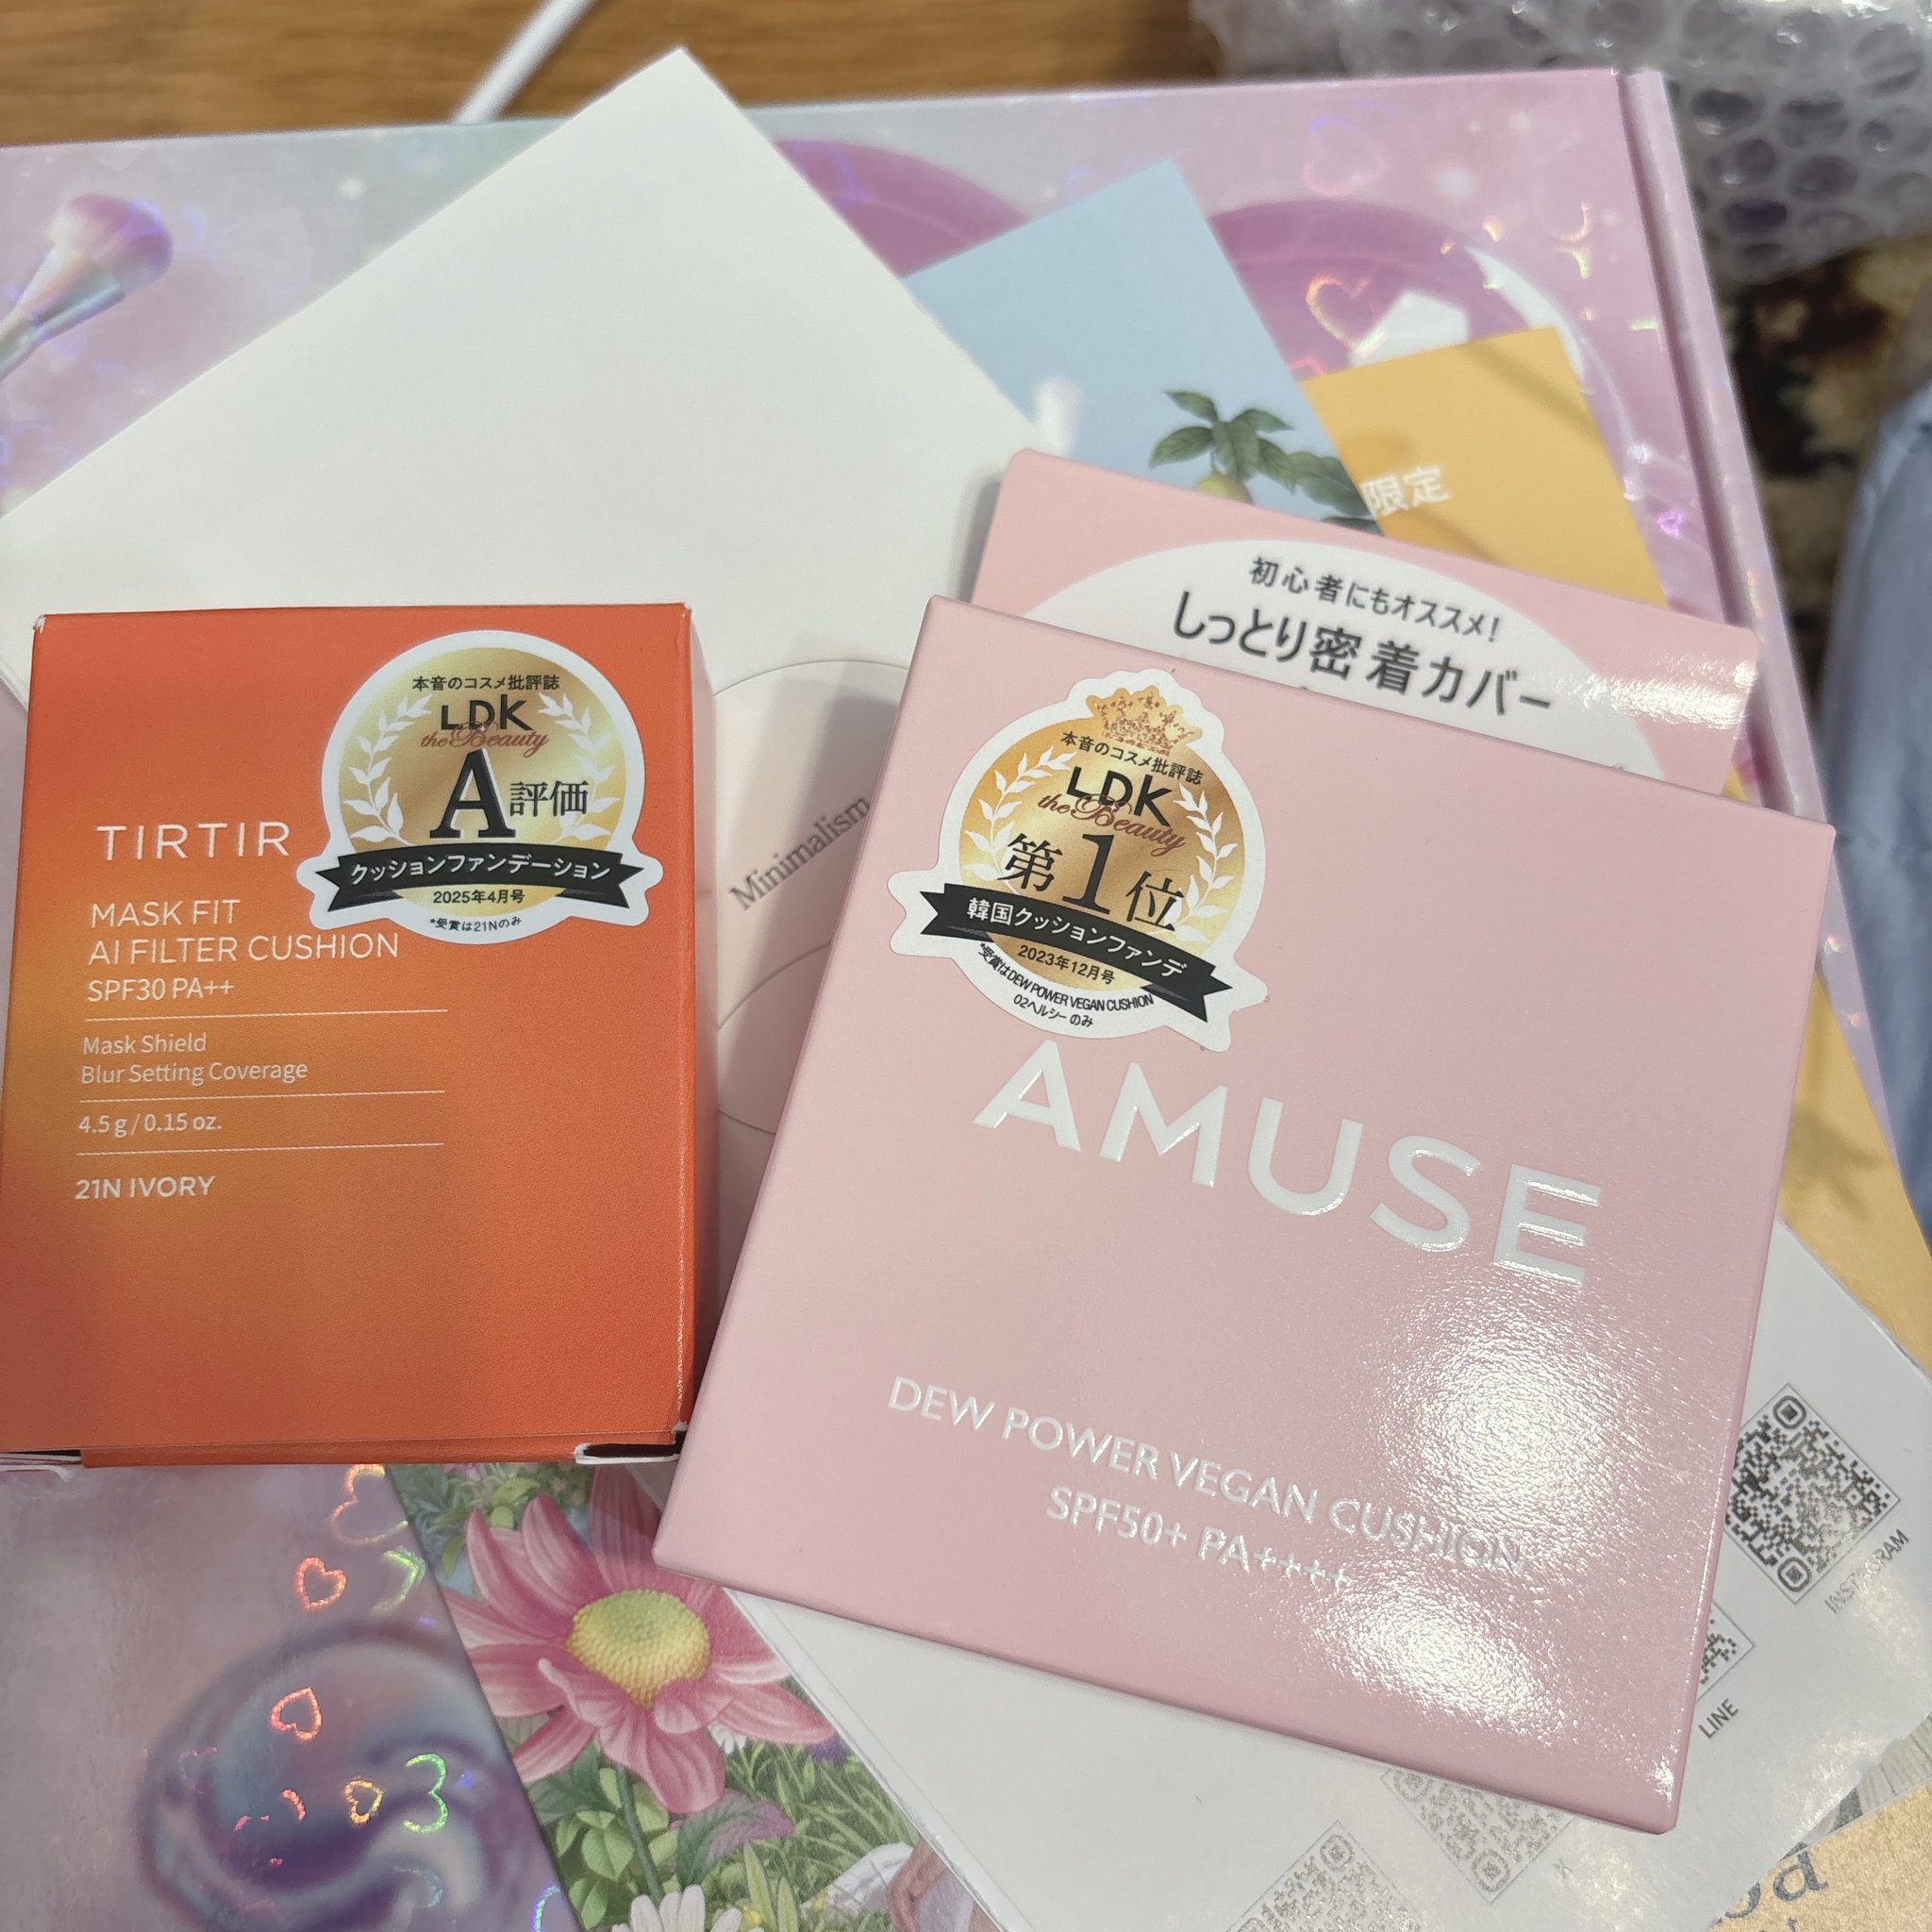 限定
初心者にもオススメ!
しっとり密着カバー
本音のコスメ批評誌
LDK
the Beauty
A評価
クッションファンデーション
2025年4月号
*受賞は21Nのみ
TIRTIR
MASK FIT
AI FILTER CUSHION
SPF30 PA++
Mask Shield
Blur Setting Coverage
4.5 g / 0.15 oz.
21N IVORY
Minimalism
本音のコスメ批評誌
LDK
the Beauty
第1位
韓国クッションファンデ
2023年12月号
*受賞はDEW POWER VEGAN CUSHION
02ヘルシーのみ
AMUSE
DEW POWER VEGAN CUSHION
SPF50+ PA++++
INSTAGRAM
LINE